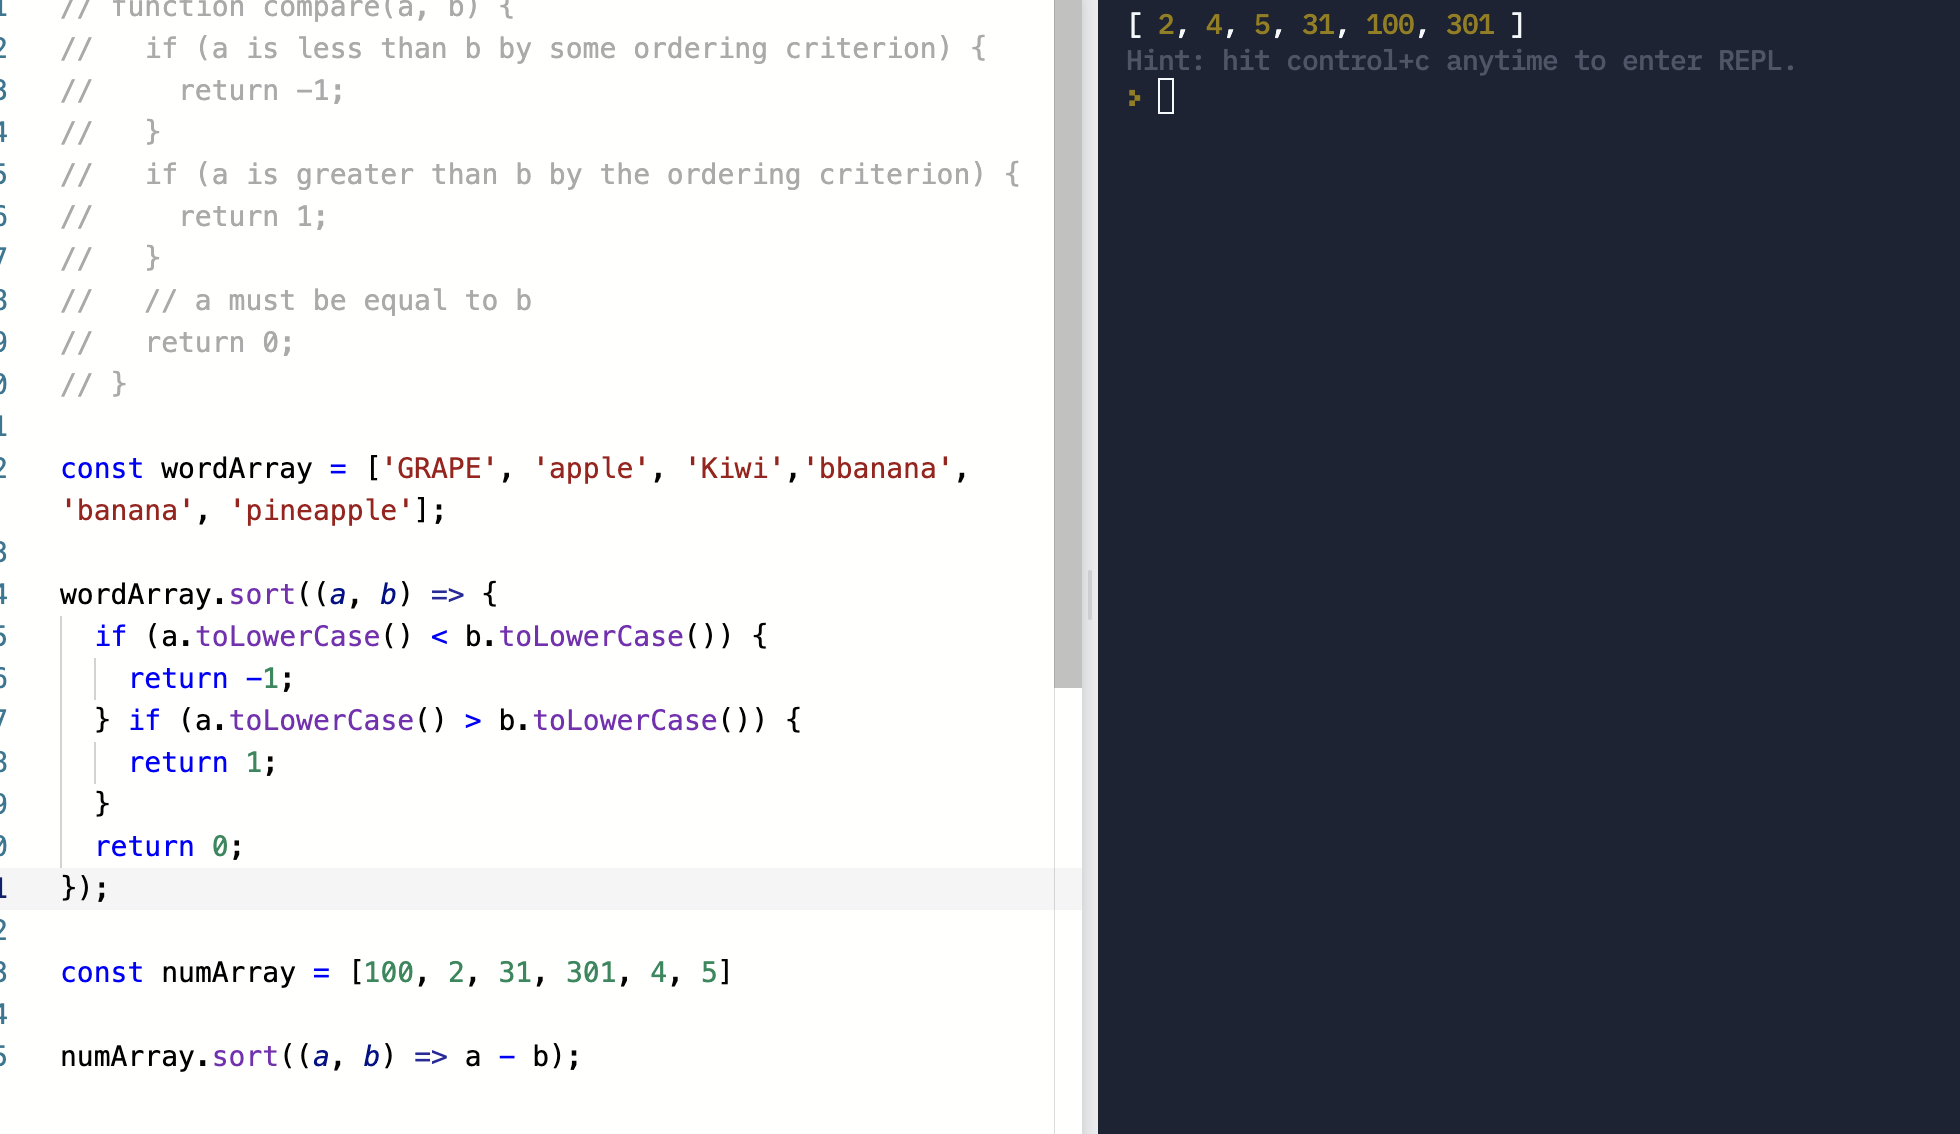 // function compare(a, b) {
//   if (a is less than b by some ordering criterion) {
//     return -1;
//   }
//   if (a is greater than b by the ordering criterion) {
//     return 1;
//   }
//   // a must be equal to b
//   return 0;
// }
const wordArray = ['GRAPE', 'apple', 'Kiwi','bbanana',
'banana', 'pineapple'];
wordArray.sort((a, b) => {
  if (a.toLowerCase() < b.toLowerCase()) {
    return -1;
  } if (a.toLowerCase() > b.toLowerCase()) {
    return 1;
  }
  return 0;
});
const numArray = [100, 2, 31, 301, 4, 5]
numArray.sort((a, b) => a - b);
[ 2, 4, 5, 31, 100, 301 ]
Hint: hit control+c anytime to enter REPL.